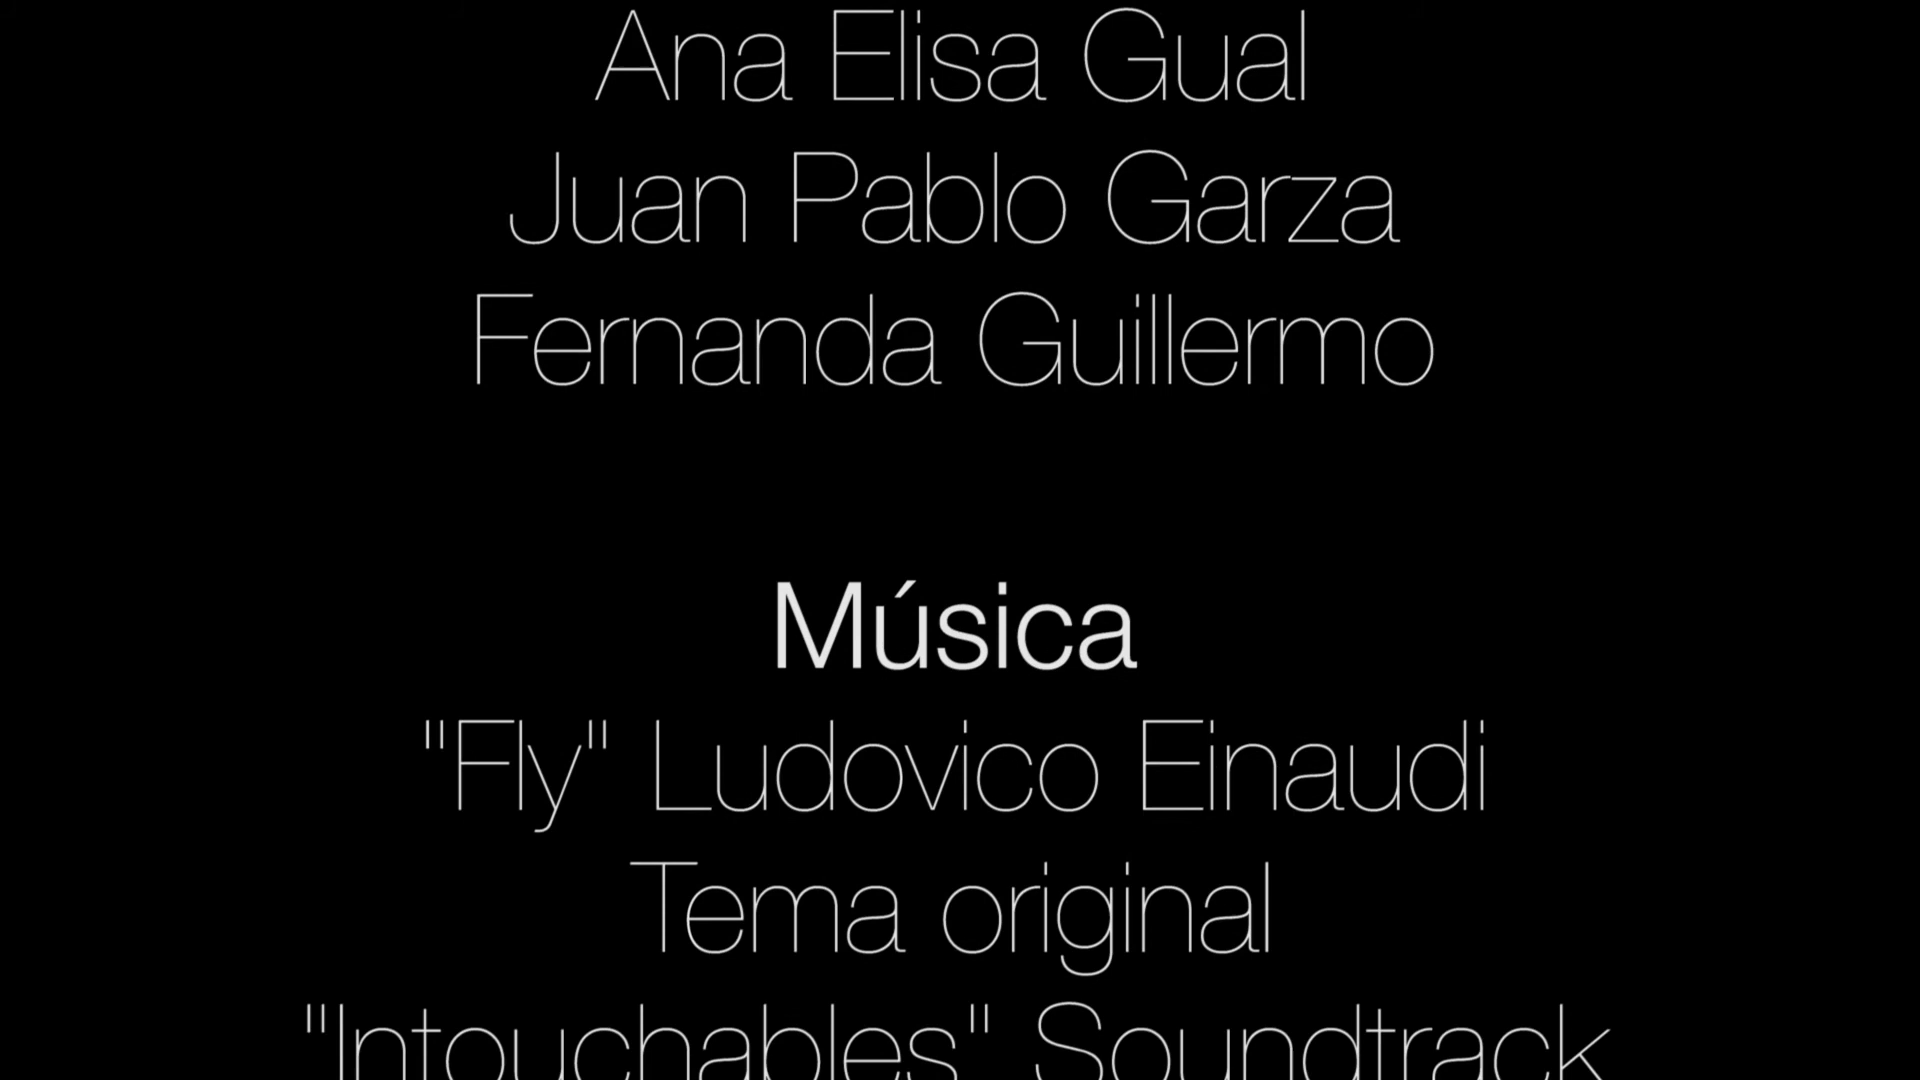 Ana Elisa Gual
Juan Pablo Garza
Fernanda Guillermo
Música
"Fly" Ludovico Einaudi
Tema original
"Intouchables" Soundtrack